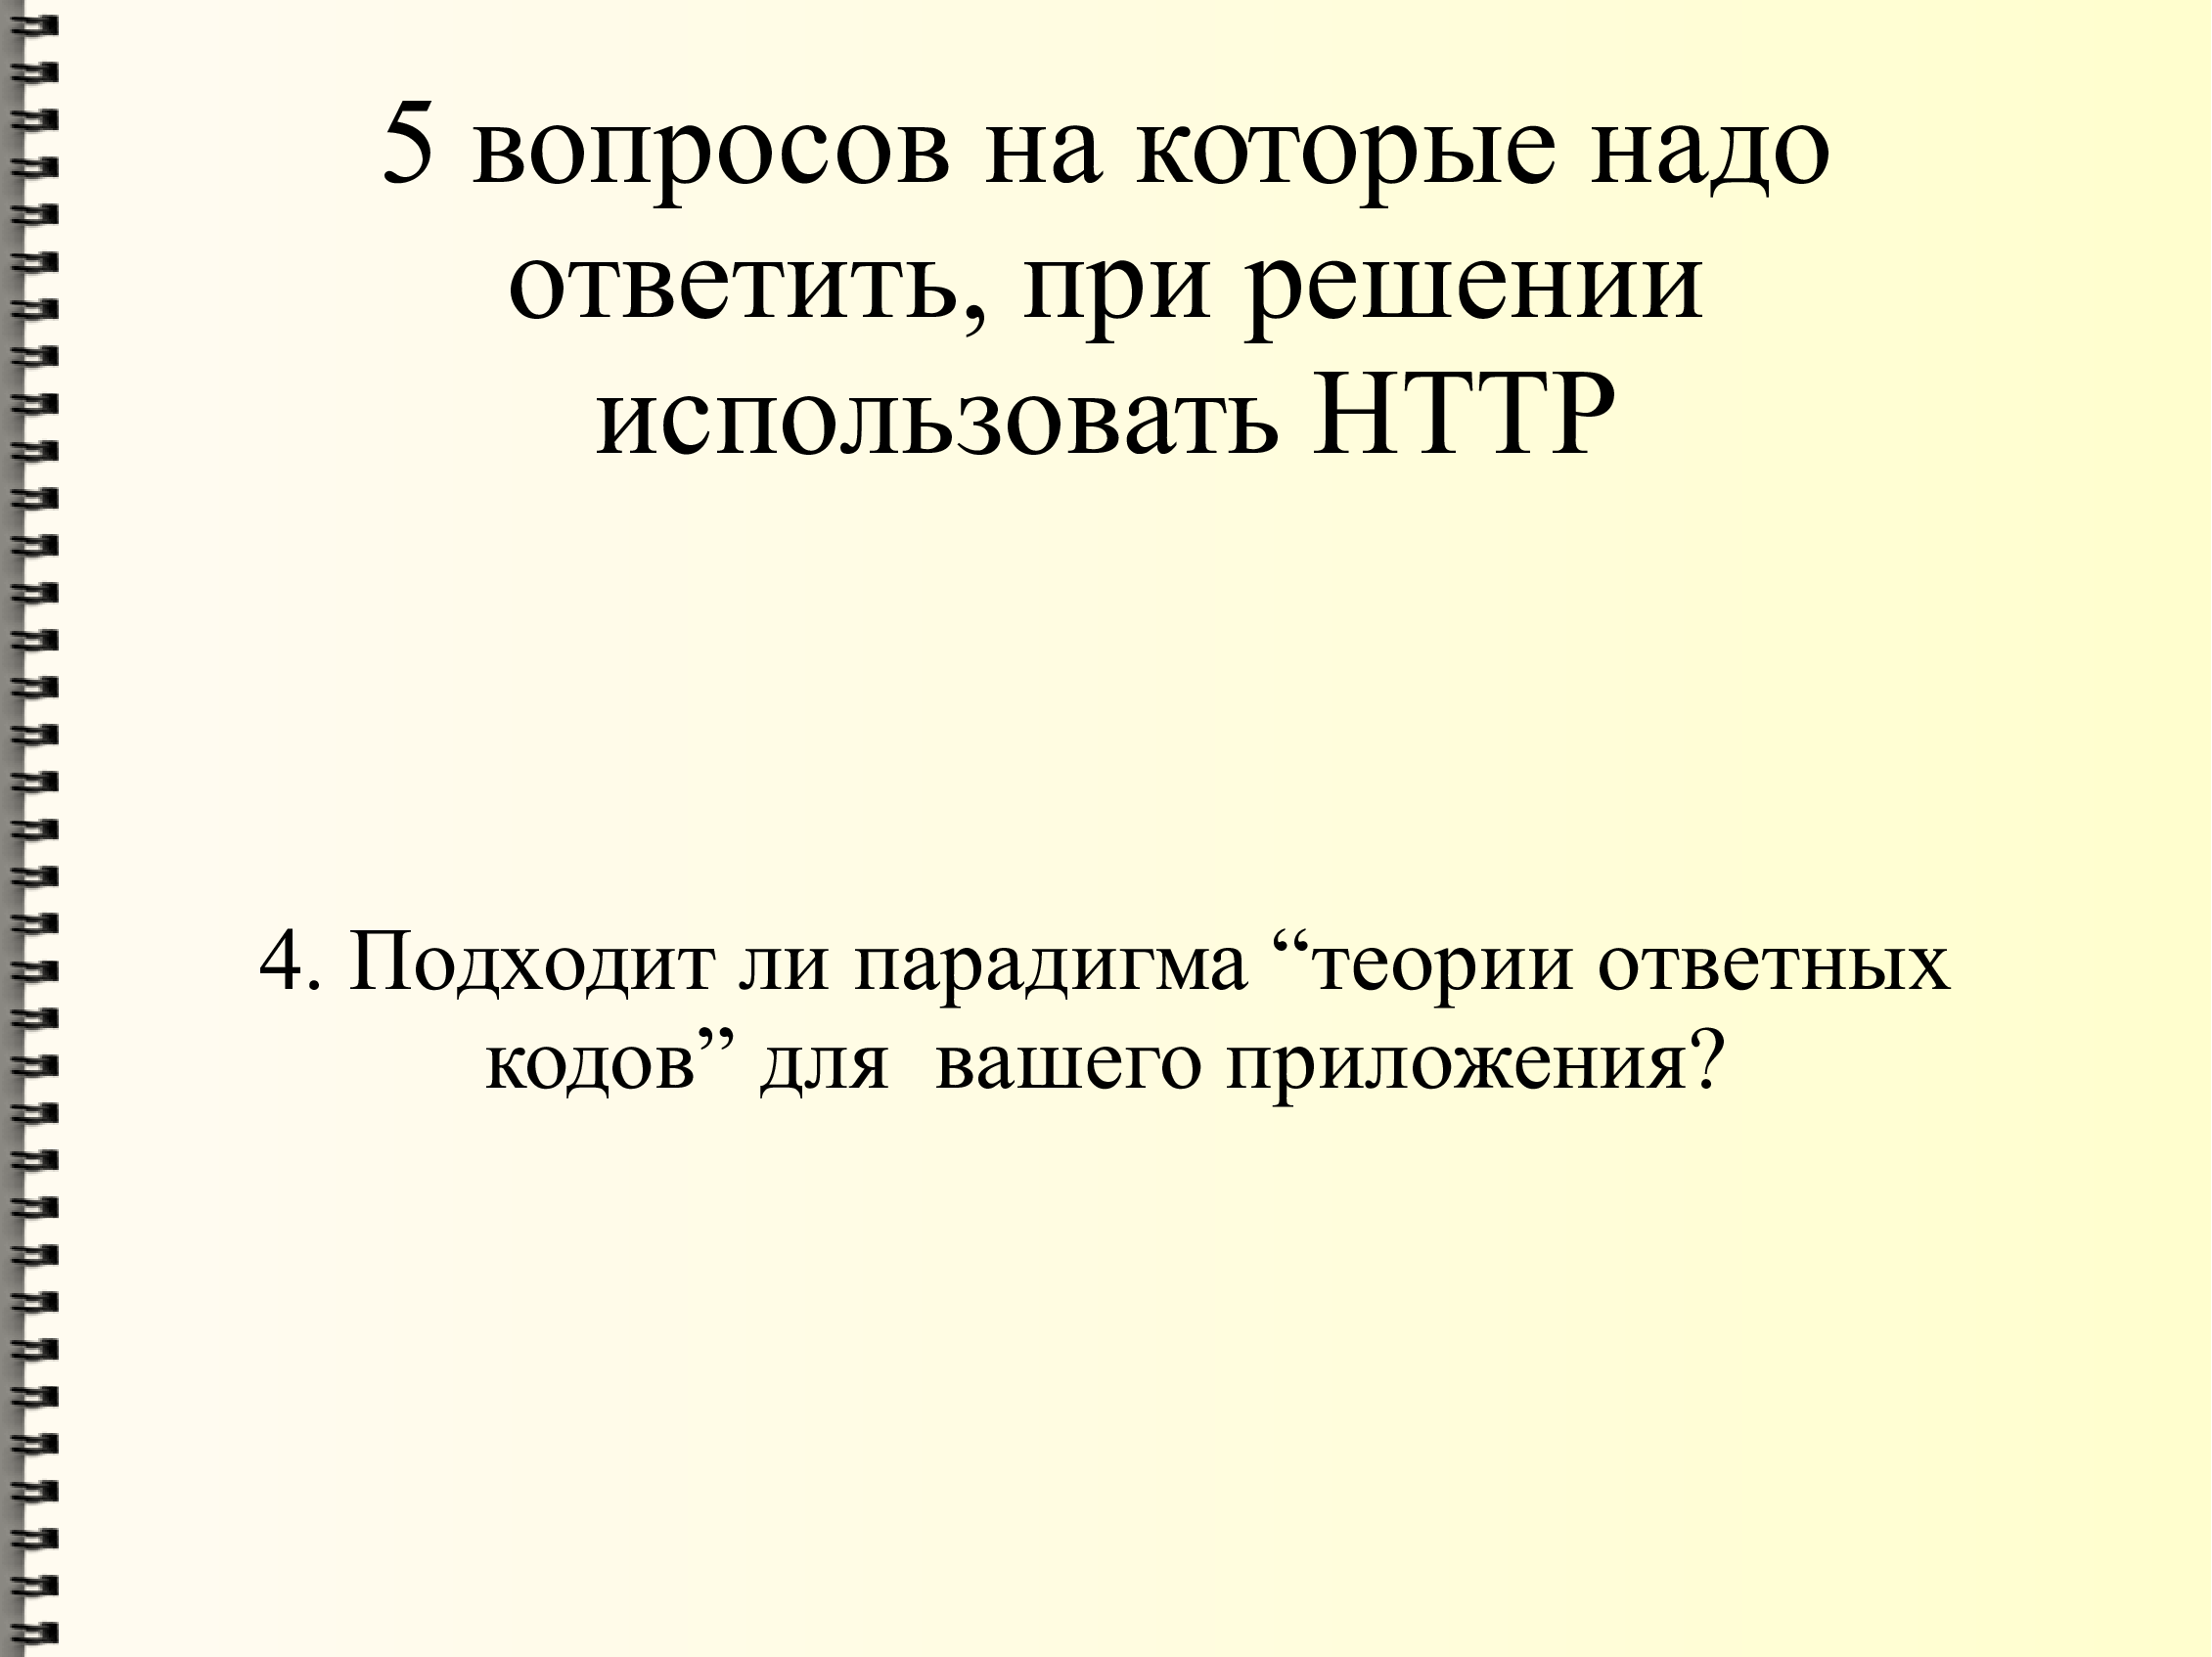 5 вопросов на которые надо
ответить, при решении
использовать HTTP
4. Подходит ли парадигма “теории ответных
кодов” для  вашего приложения?